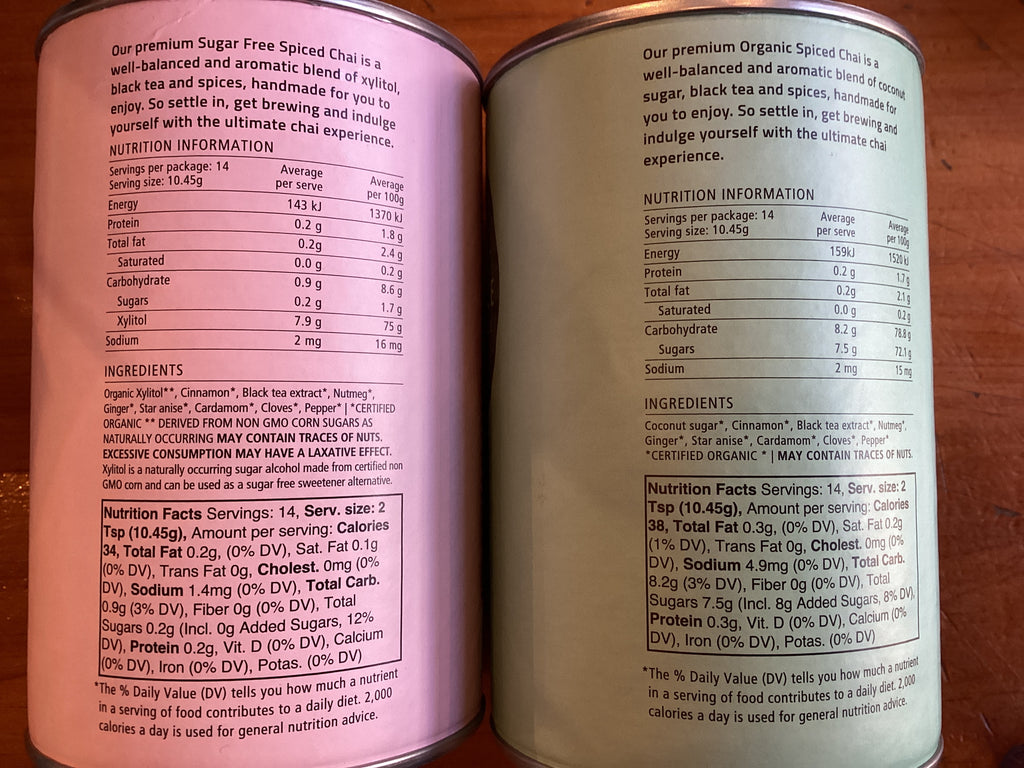 Our premium Sugar Free Spiced Chai is a
well-balanced and aromatic blend of xylitol,
black tea and spices, handmade for you to
enjoy. So settle in, get brewing and indulge
yourself with the ultimate chai experience.
NUTRITION INFORMATION
Servings per package: 14 Average Average
Serving size: 10.45g per serve per 100g
Energy 143 kJ 1370 kJ
Protein 0.2 g 1.8 g
Total fat 0.2g 2.4 g
Saturated 0.0 g 0.2 g
Carbohydrate 0.9 g 8.6 g
Sugars 0.2 g 1.7 g
Xylitol 7.9 g 75 g
Sodium 2 mg 16 mg
INGREDIENTS
Organic Xylitol**, Cinnamon*, Black tea extract*, Nutmeg*,
Ginger*, Star anise*, Cardamom*, Cloves*, Pepper* | *CERTIFIED
ORGANIC ** DERIVED FROM NON GMO CORN SUGARS AS
NATURALLY OCCURRING MAY CONTAIN TRACES OF NUTS.
EXCESSIVE CONSUMPTION MAY HAVE A LAXATIVE EFFECT.
Xylitol is a naturally occurring sugar alcohol made from certified non
GMO corn and can be used as a sugar free sweetener alternative.
Nutrition Facts Servings: 14, Serv. size: 2
Tsp (10.45g), Amount per serving: Calories
34, Total Fat 0.2g, (0% DV), Sat. Fat 0.1g
(0% DV), Trans Fat 0g, Cholest. 0mg (0%
DV), Sodium 1.4mg (0% DV), Total Carb.
0.9g (3% DV), Fiber 0g (0% DV), Total
Sugars 0.2g (Incl. 0g Added Sugars, 12%
DV), Protein 0.2g, Vit. D (0% DV), Calcium
(0% DV), Iron (0% DV), Potas. (0% DV)
*The % Daily Value (DV) tells you how much a nutrient
in a serving of food contributes to a daily diet. 2,000
calories a day is used for general nutrition advice.
Our premium Organic Spiced Chai is a
well-balanced and aromatic blend of coconut
sugar, black tea and spices, handmade for
you to enjoy. So settle in, get brewing and
indulge yourself with the ultimate chai
experience.
NUTRITION INFORMATION
Servings per package: 14 Average Average
Serving size: 10.45g per serve per 100g
Energy 159kJ 1520 kJ
Protein 0.2 g 1.7 g
Total fat 0.2g 2.1 g
Saturated 0.0 g 0.2 g
Carbohydrate 8.2 g 78.8 g
Sugars 7.5 g 72.1 g
Sodium 2 mg 15 mg
INGREDIENTS
Coconut sugar*, Cinnamon*, Black tea extract*, Nutmeg*,
Ginger*, Star anise*, Cardamom*, Cloves*, Pepper*
*CERTIFIED ORGANIC * | MAY CONTAIN TRACES OF NUTS.
Nutrition Facts Servings: 14, Serv. size: 2
Tsp (10.45g), Amount per serving: Calories
38, Total Fat 0.3g, (0% DV), Sat. Fat 0.2g
(1% DV), Trans Fat 0g, Cholest. 0mg (0%
DV), Sodium 4.9mg (0% DV), Total Carb.
8.2g (3% DV), Fiber 0g (0% DV), Total
Sugars 7.5g (Incl. 8g Added Sugars, 8% DV),
Protein 0.3g, Vit. D (0% DV), Calcium (0%
DV), Iron (0% DV), Potas. (0% DV)
*The % Daily Value (DV) tells you how much a nutrient
in a serving of food contributes to a daily diet. 2,000
calories a day is used for general nutrition advice.